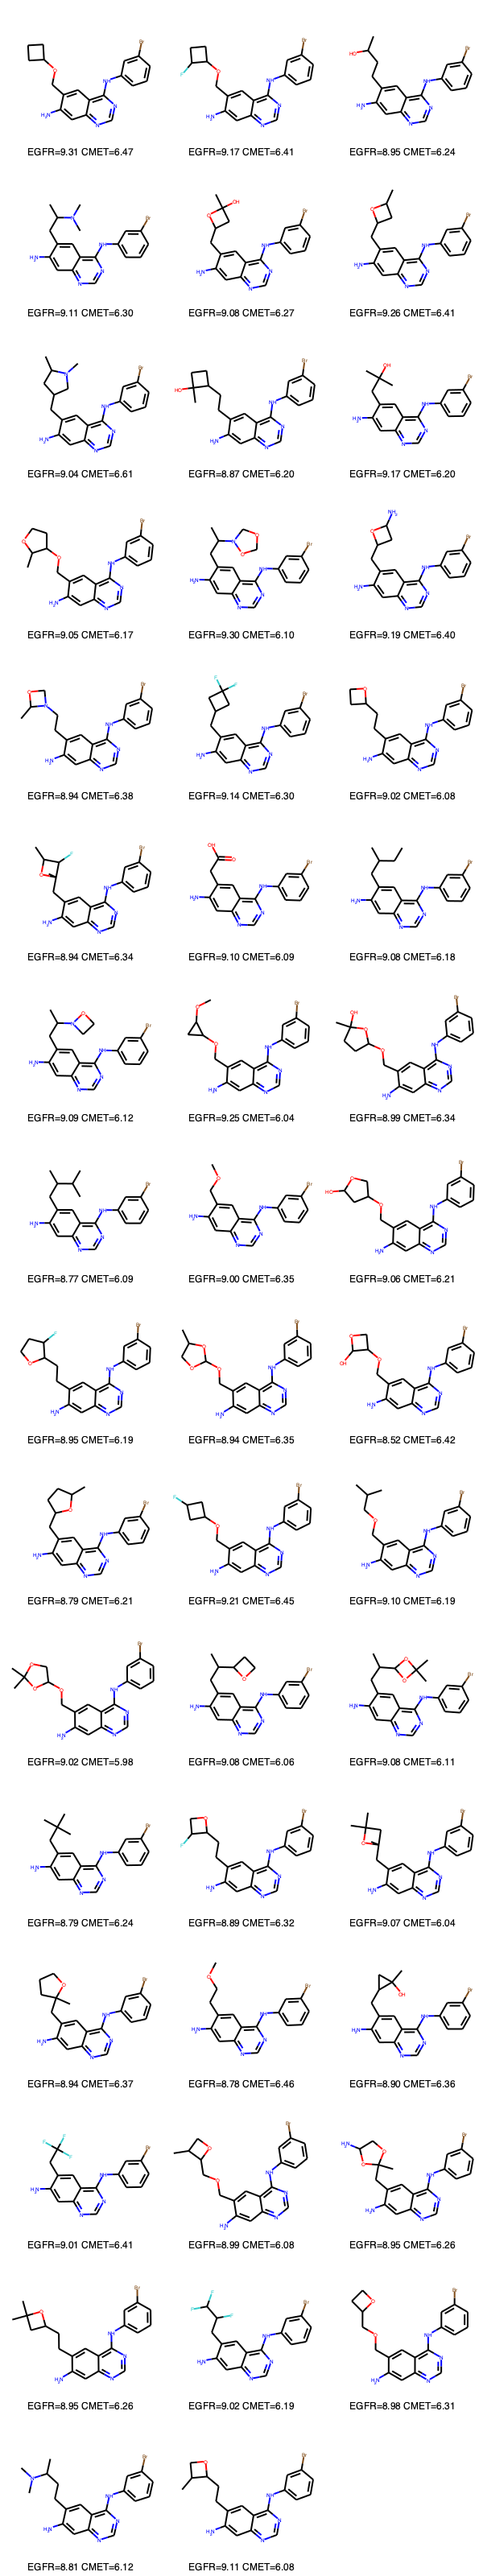 EGFR=9.31 CMET=6.47
EGFR=9.17 CMET=6.41
EGFR=8.95 CMET=6.24
EGFR=9.11 CMET=6.30
EGFR=9.08 CMET=6.27
EGFR=9.26 CMET=6.41
EGFR=9.04 CMET=6.61
EGFR=8.87 CMET=6.20
EGFR=9.17 CMET=6.20
EGFR=9.05 CMET=6.17
EGFR=9.30 CMET=6.10
EGFR=9.19 CMET=6.40
EGFR=8.94 CMET=6.38
EGFR=9.14 CMET=6.30
EGFR=9.02 CMET=6.08
EGFR=8.94 CMET=6.34
EGFR=9.10 CMET=6.09
EGFR=9.08 CMET=6.18
EGFR=9.09 CMET=6.12
EGFR=9.25 CMET=6.04
EGFR=8.99 CMET=6.34
EGFR=8.77 CMET=6.09
EGFR=9.00 CMET=6.35
EGFR=9.06 CMET=6.21
EGFR=8.95 CMET=6.19
EGFR=8.94 CMET=6.35
EGFR=8.52 CMET=6.42
EGFR=8.79 CMET=6.21
EGFR=9.21 CMET=6.45
EGFR=9.10 CMET=6.19
EGFR=9.02 CMET=5.98
EGFR=9.08 CMET=6.06
EGFR=9.08 CMET=6.11
EGFR=8.79 CMET=6.24
EGFR=8.89 CMET=6.32
EGFR=9.07 CMET=6.04
EGFR=8.94 CMET=6.37
EGFR=8.78 CMET=6.46
EGFR=8.90 CMET=6.36
EGFR=9.01 CMET=6.41
EGFR=8.99 CMET=6.08
EGFR=8.95 CMET=6.26
EGFR=8.95 CMET=6.26
EGFR=9.02 CMET=6.19
EGFR=8.98 CMET=6.31
EGFR=8.81 CMET=6.12
EGFR=9.11 CMET=6.08